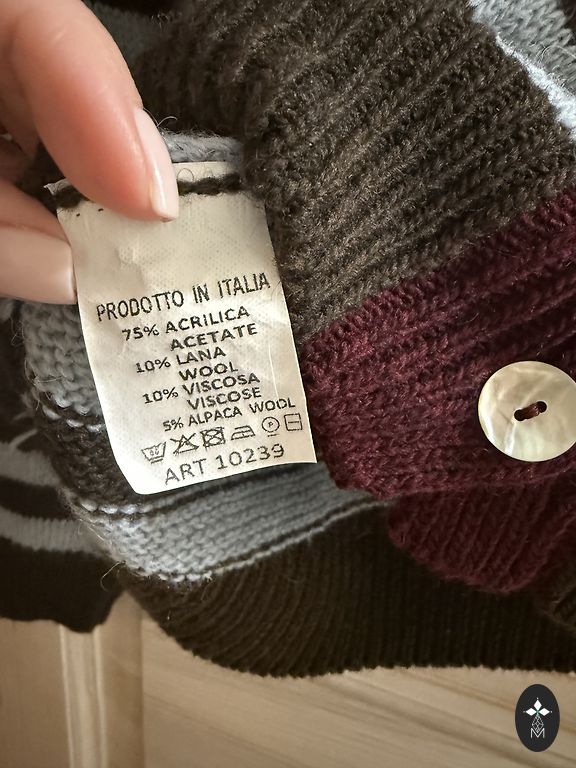 PRODOTTO IN ITALIA
75% ACRILICA
ACETATE
10% LANA
WOOL
10% VISCOSA
VISCOSE
5% ALPACA WOOL
ART 10239
M